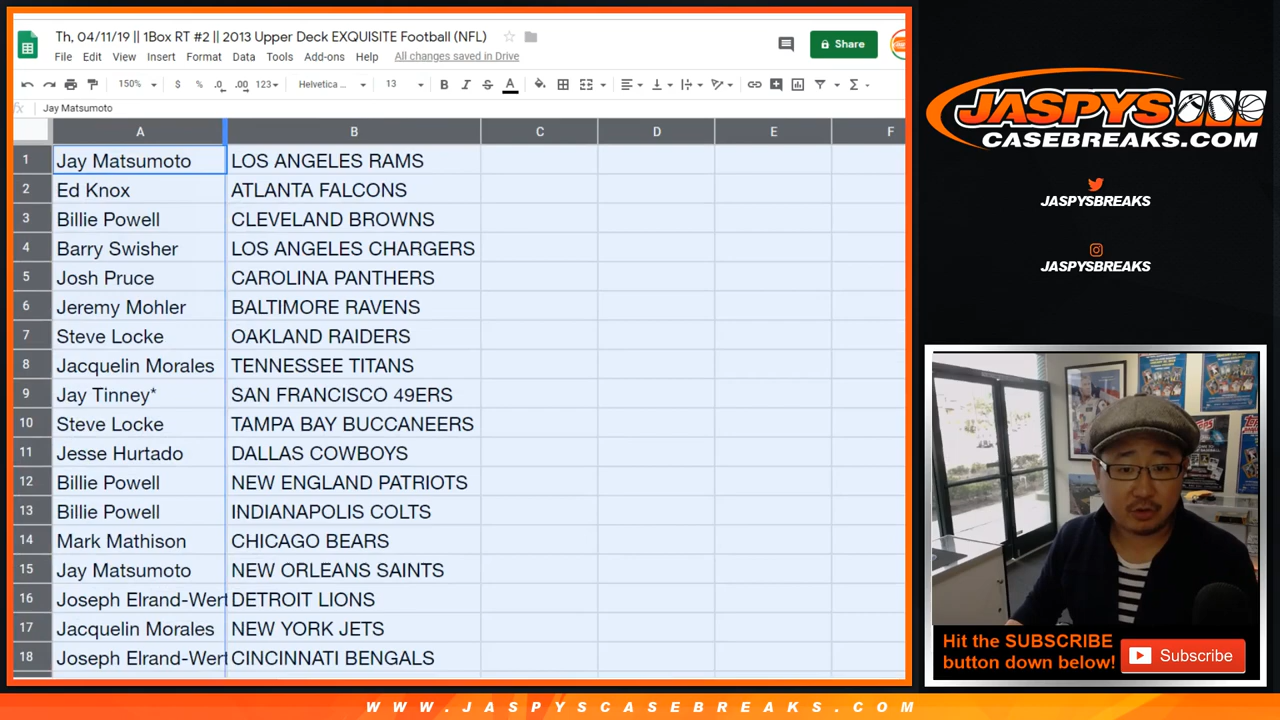 Th, 04/11/19 || 1Box RT #2 || 2013 Upper Deck EXQUISITE Football (NFL)
File Edit View Insert Format Data Tools Add-ons Help All changes saved in Drive
Share
150% $ % .0 .00 123 Helvetica ... 13 B I S A
fx Jay Matsumoto
A B C D E F
1 Jay Matsumoto LOS ANGELES RAMS
2 Ed Knox ATLANTA FALCONS
3 Billie Powell CLEVELAND BROWNS
4 Barry Swisher LOS ANGELES CHARGERS
5 Josh Pruce CAROLINA PANTHERS
6 Jeremy Mohler BALTIMORE RAVENS
7 Steve Locke OAKLAND RAIDERS
8 Jacquelin Morales TENNESSEE TITANS
9 Jay Tinney* SAN FRANCISCO 49ERS
10 Steve Locke TAMPA BAY BUCCANEERS
11 Jesse Hurtado DALLAS COWBOYS
12 Billie Powell NEW ENGLAND PATRIOTS
13 Billie Powell INDIANAPOLIS COLTS
14 Mark Mathison CHICAGO BEARS
15 Jay Matsumoto NEW ORLEANS SAINTS
16 Joseph Elrand-Wert DETROIT LIONS
17 Jacquelin Morales NEW YORK JETS
18 Joseph Elrand-Wert CINCINNATI BENGALS
JASPYS
CASEBREAKS.COM
JASPYSBREAKS
JASPYSBREAKS
Hit the SUBSCRIBE
button down below!
Subscribe
WWW.JASPYSCASEBREAKS.COM